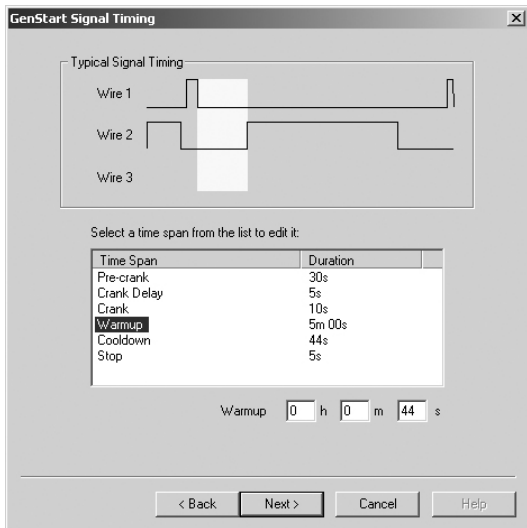 GenStart Signal Timing
Typical Signal Timing
Wire 1
Wire 2
Wire 3
Select a time span from the list to edit it:
Time Span Duration
Pre-crank 30s
Crank Delay 5s
Crank 10s
Warmup 5m 00s
Cooldown 44s
Stop 5s
Warmup 0 h 0 m 44 s
< Back Next > Cancel Help